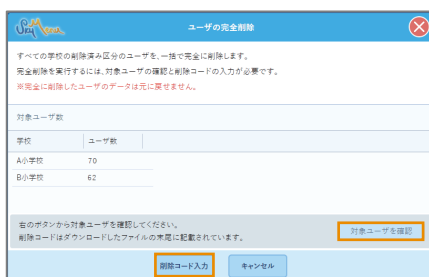 SkyMenu
ユーザの完全削除
すべての学校の削除済み区分のユーザを、一括で完全に削除します。
完全削除を実行するには、対象ユーザの確認と削除コードの入力が必要です。
※完全に削除したユーザのデータは元に戻せません。
対象ユーザ数
学校 ユーザ数
A小学校 70
B小学校 62
右のボタンから対象ユーザを確認してください。
削除コードはダウンロードしたファイルの末尾に記載されています。
対象ユーザを確認
削除コード入力 キャンセル